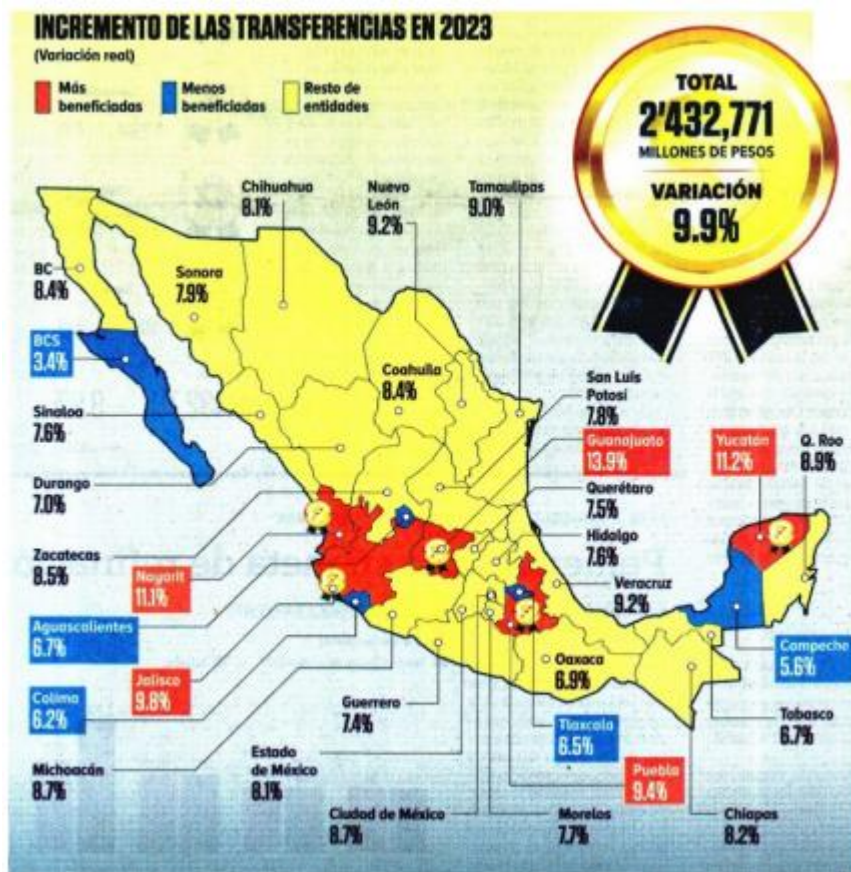 INCREMENTO DE LAS TRANSFERENCIAS EN 2023
(Variación real)
Más
beneficiadas
Menos
beneficiadas
Resto de
entidades
TOTAL
2'432,771
MILLONES DE PESOS
VARIACIÓN
9.9%
Chihuahua
8.1%
Nuevo
León
9.2%
Tamaulipas
9.0%
BC
8.4%
Sonora
7.9%
BCS
3.4%
Coahuila
8.4%
Sinaloa
7.6%
San Luis
Potosí
7.8%
Guanajuato
13.9%
Yucatán
11.2%
Q. Roo
8.9%
Durango
7.0%
Querétaro
7.5%
Zacatecas
8.5%
Hidalgo
7.6%
Nayarit
11.1%
Veracruz
9.2%
Aguascalientes
6.7%
Campeche
5.6%
Jalisco
9.8%
Oaxaca
6.9%
Colima
6.2%
Guerrero
7.4%
Tlaxcala
6.5%
Tabasco
6.7%
Michoacán
8.7%
Estado
de México
8.1%
Puebla
9.4%
Ciudad de México
8.7%
Morelos
7.7%
Chiapas
8.2%